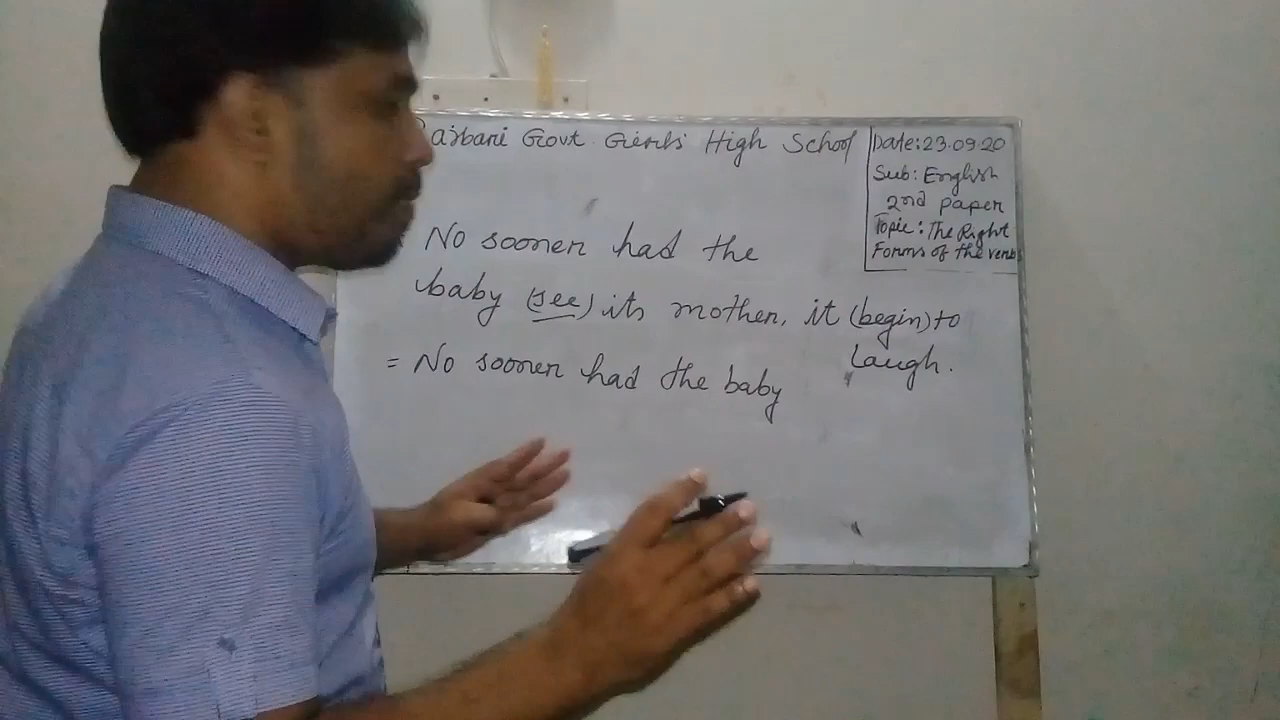 Rajbari Govt. Girls' High School
Date: 23.09.20
Sub: English
2nd paper
Topic: The Right
Forms of the verbs
No sooner had the
baby (see) its mother, it (begin) to
laugh.
= No sooner had the baby